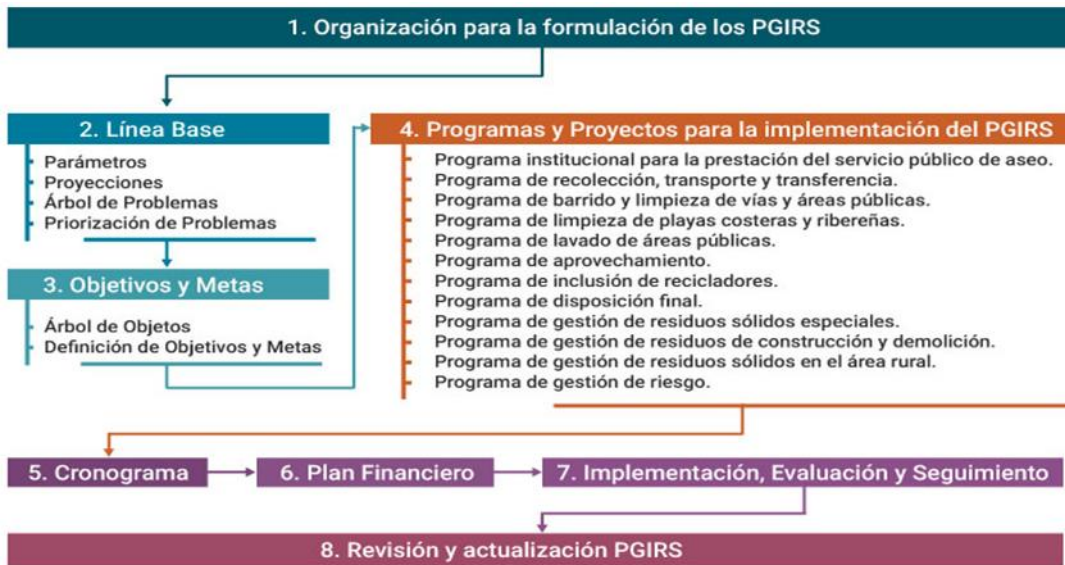 1. Organización para la formulación de los PGIRS
2. Línea Base
Parámetros
Proyecciones
Árbol de Problemas
Priorización de Problemas
3. Objetivos y Metas
Árbol de Objetos
Definición de Objetivos y Metas
4. Programas y Proyectos para la implementación del PGIRS
Programa institucional para la prestación del servicio público de aseo.
Programa de recolección, transporte y transferencia.
Programa de barrido y limpieza de vías y áreas públicas.
Programa de limpieza de playas costeras y ribereñas.
Programa de lavado de áreas públicas.
Programa de aprovechamiento.
Programa de inclusión de recicladores.
Programa de disposición final.
Programa de gestión de residuos sólidos especiales.
Programa de gestión de residuos de construcción y demolición.
Programa de gestión de residuos sólidos en el área rural.
Programa de gestión de riesgo.
5. Cronograma
6. Plan Financiero
7. Implementación, Evaluación y Seguimiento
8. Revisión y actualización PGIRS